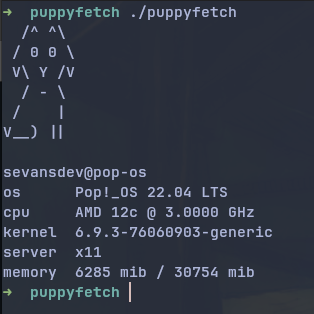 ➜  puppyfetch ./puppyfetch
  /^ ^\
 / 0 0 \
 V\ Y /V
  / - \
 /    |
V__) ||

sevansdev@pop-os
os      Pop!_OS 22.04 LTS
cpu     AMD 12c @ 3.0000 GHz
kernel  6.9.3-76060903-generic
server  x11
memory  6285 mib / 30754 mib
➜  puppyfetch